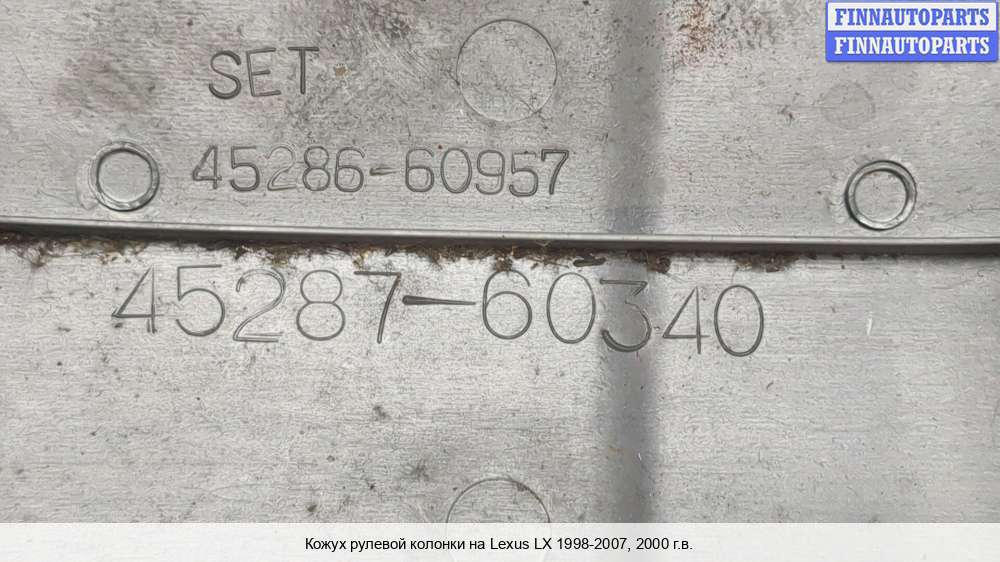 FINNAUTOPARTS
FINNAUTOPARTS
SET
45286-60957
45287-60340
Кожух рулевой колонки на Lexus LX 1998-2007, 2000 г.в.